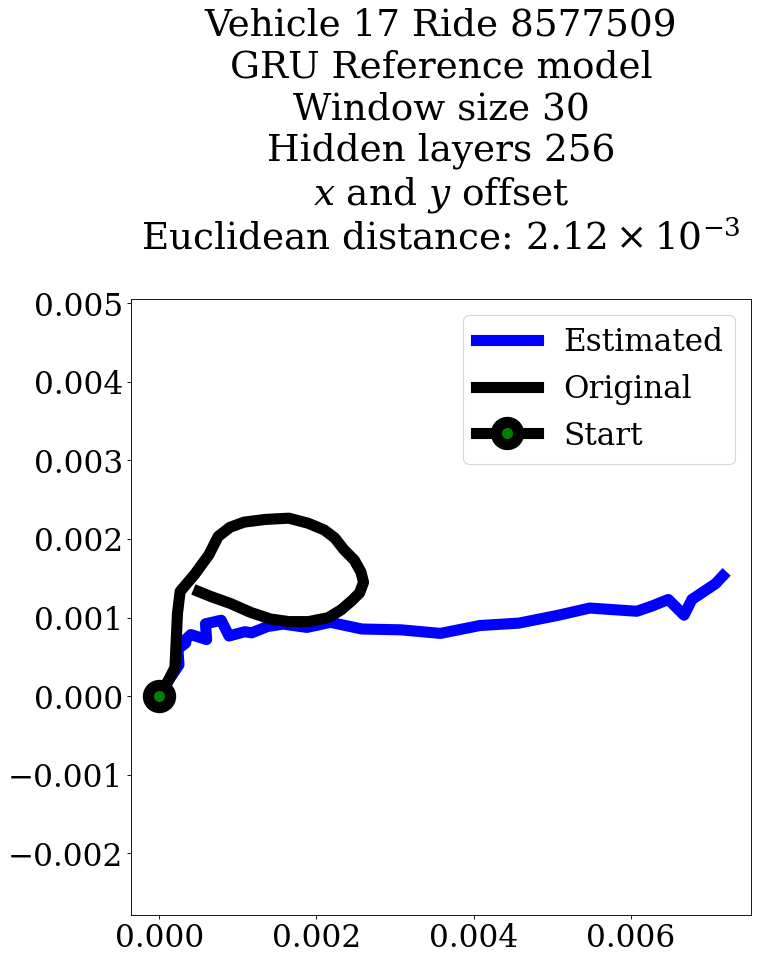 Vehicle 17 Ride 8577509
GRU Reference model
Window size 30
Hidden layers 256
x and y offset
Euclidean distance: 2.12 × 10⁻³
Estimated
Original
Start
0.005
0.004
0.003
0.002
0.001
0.000
−0.001
−0.002
0.000 0.002 0.004 0.006